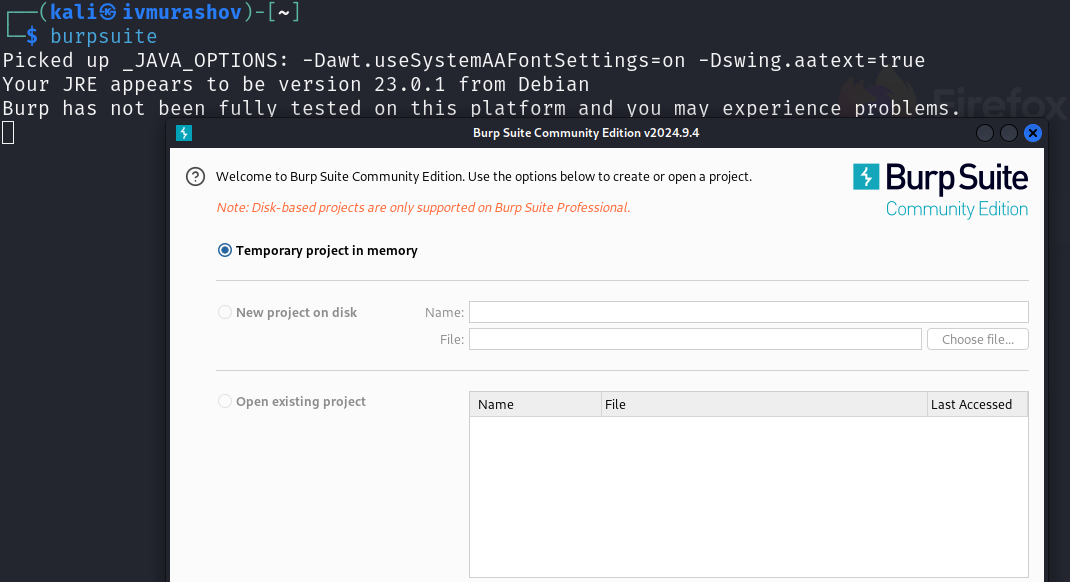 ┌──(kali㉿ivmurashov)-[~]
└─$ burpsuite
Picked up _JAVA_OPTIONS: -Dawt.useSystemAAFontSettings=on -Dswing.aatext=true
Your JRE appears to be version 23.0.1 from Debian
Burp has not been fully tested on this platform and you may experience problems.
Firefox
Burp Suite Community Edition v2024.9.4
? Welcome to Burp Suite Community Edition. Use the options below to create or open a project.
Note: Disk-based projects are only supported on Burp Suite Professional.
Burp Suite
Community Edition
Temporary project in memory
New project on disk Name:
File: Choose file...
Open existing project
Name File Last Accessed